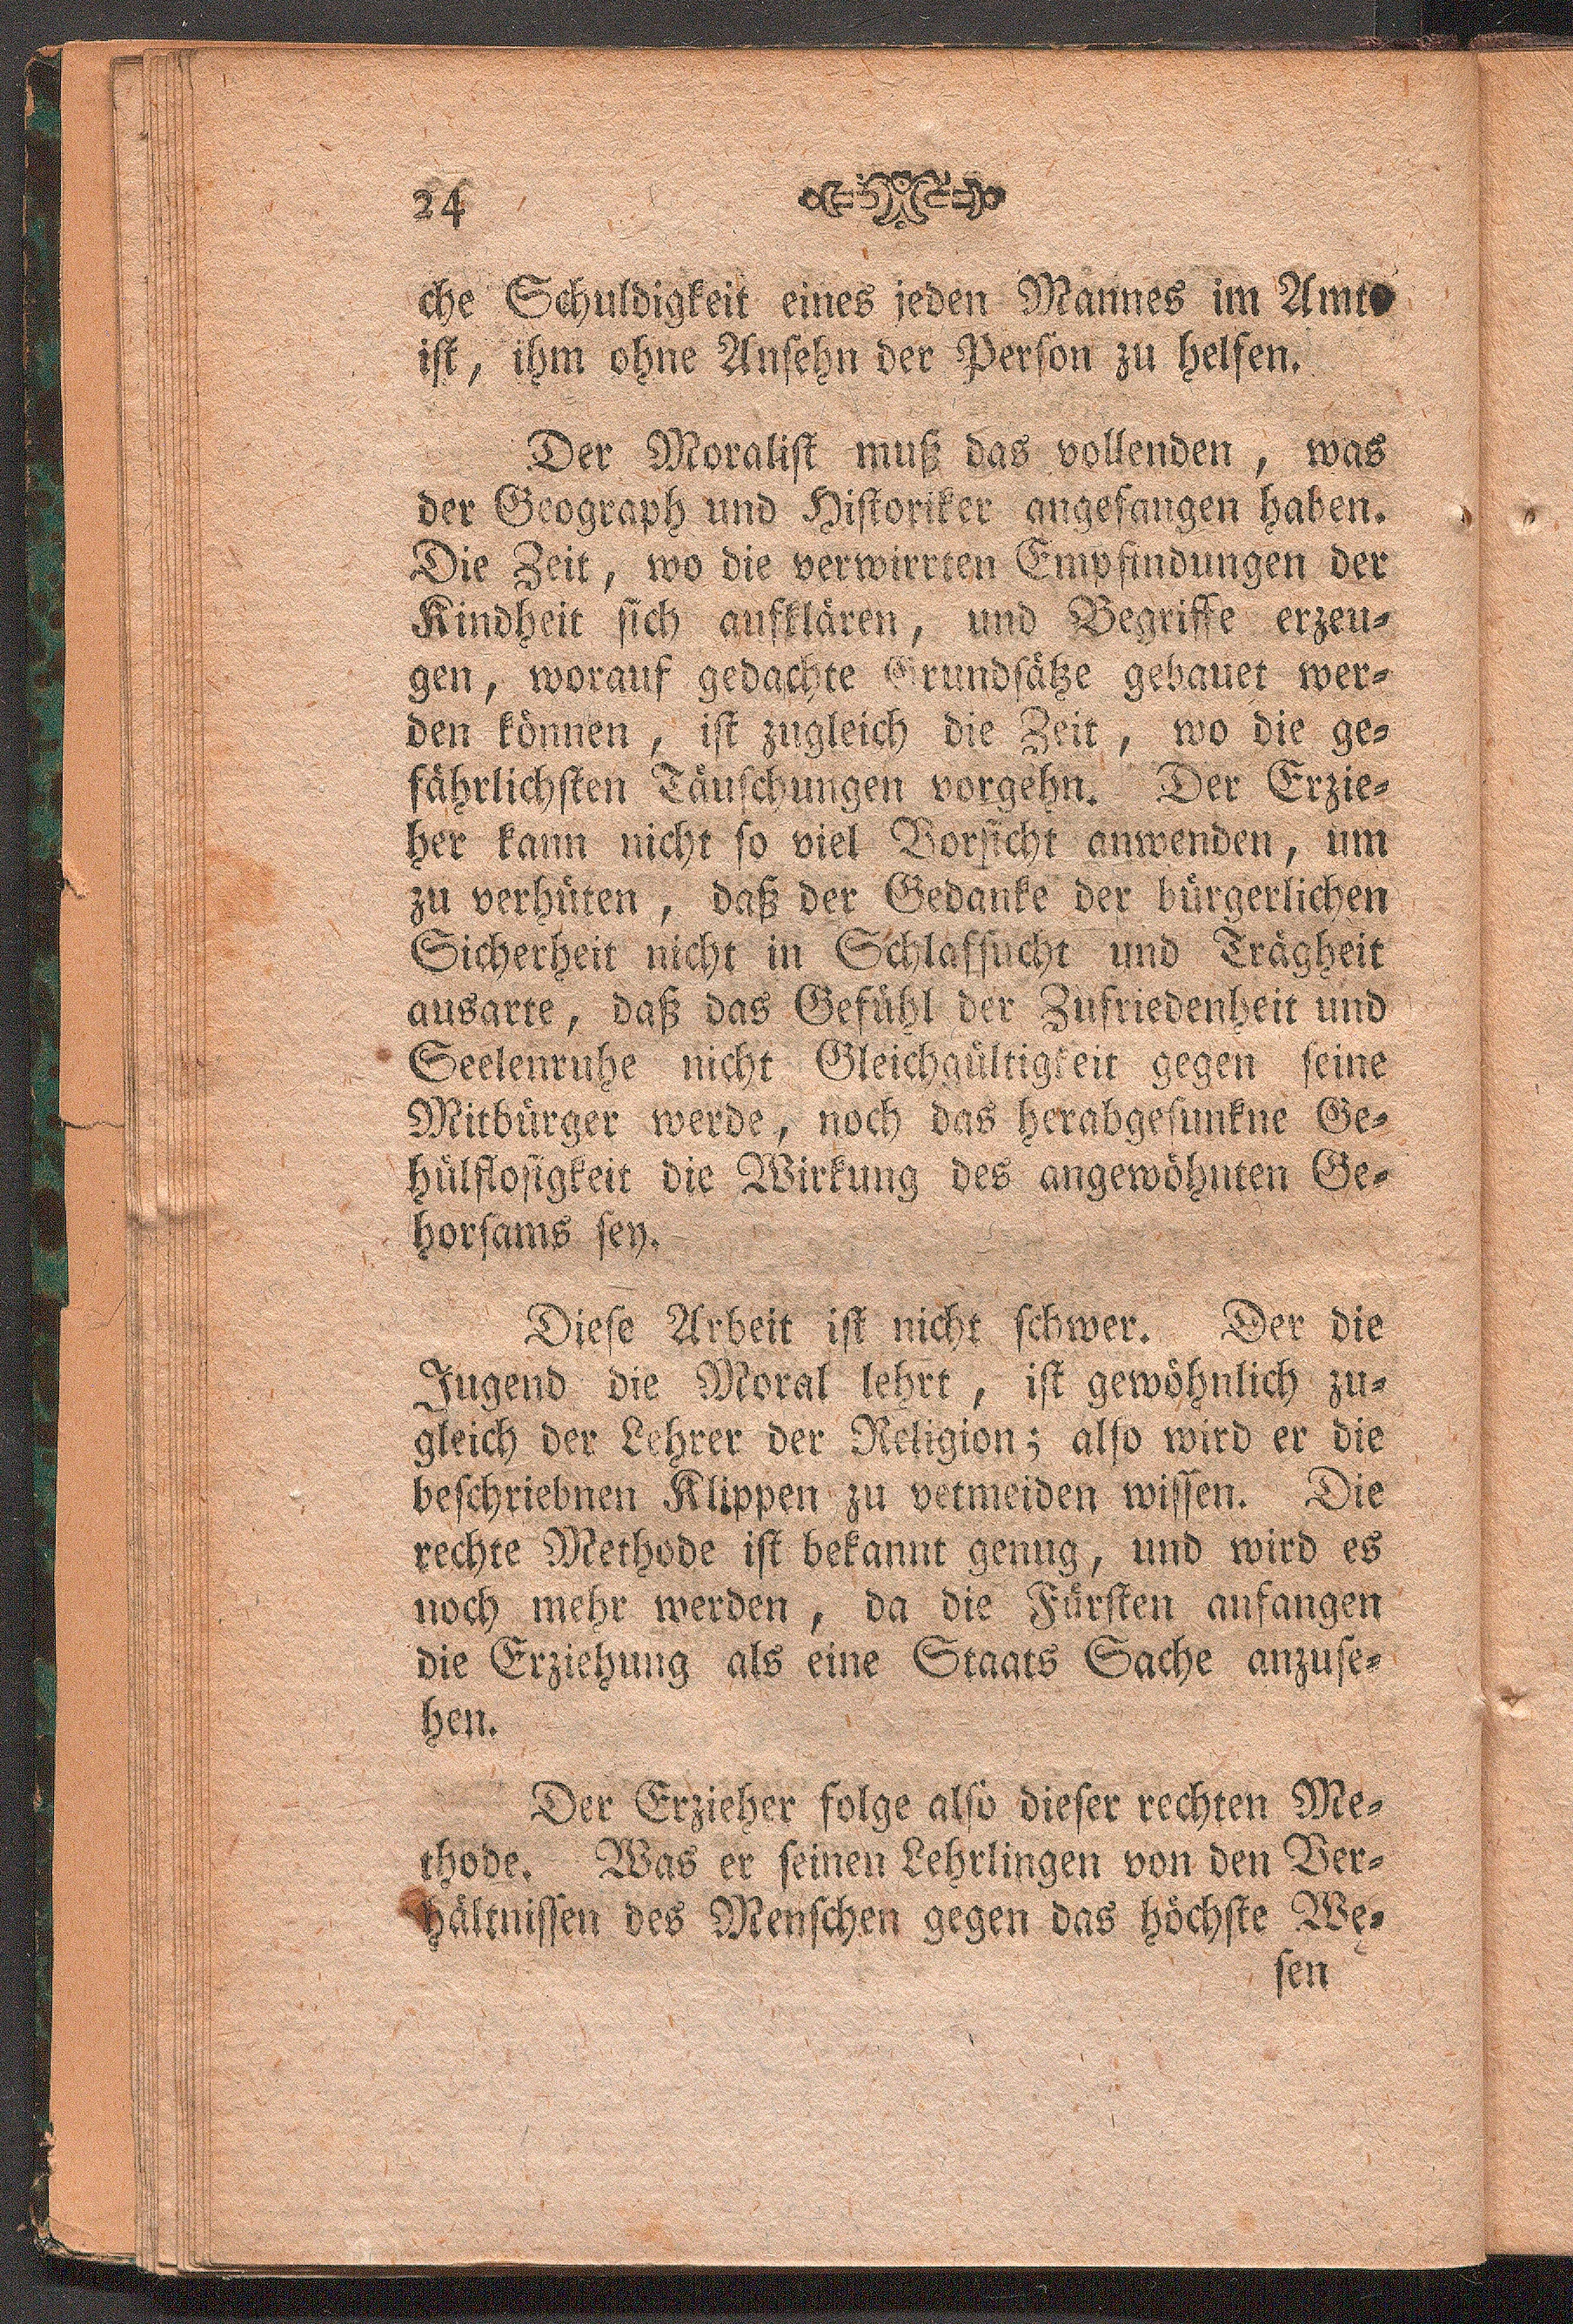 24
che Schuldigkeit eines jeden Mannes im Amte
ist, ihm ohne Ansehn der Person zu helfen.
Der Moralist muß das vollenden, was
der Geograph und Historiker angefangen haben.
Die Zeit, wo die verwirrten Empfindungen der
Kindheit sich aufklären, und Begriffe erzeu-
gen, worauf gedachte Grundsätze gebauet wer-
den können, ist zugleich die Zeit, wo die ge-
fährlichsten Täuschungen vorgehn. Der Erzie-
her kann nicht so viel Vorsicht anwenden, um
zu verhüten, daß der Gedanke der bürgerlichen
Sicherheit nicht in Schlafsucht und Trägheit
ausarte, daß das Gefühl der Zufriedenheit und
Seelenruhe nicht Gleichgültigkeit gegen seine
Mitbürger werde, noch das herabgesunkne Ge-
hülflosigkeit die Wirkung des angewöhnten Ge-
horsams sey.
Diese Arbeit ist nicht schwer. Der die
Jugend die Moral lehrt, ist gewöhnlich zu-
gleich der Lehrer der Religion; also wird er die
beschriebnen Klippen zu vetmeiden wissen. Die
rechte Methode ist bekannt genug, und wird es
noch mehr werden, da die Fürsten anfangen
die Erziehung als eine Staats Sache anzuse-
hen.
Der Erzieher folge also dieser rechten Me-
thode. Was er seinen Lehrlingen von den Ver-
hältnissen des Menschen gegen das höchste We-
sen